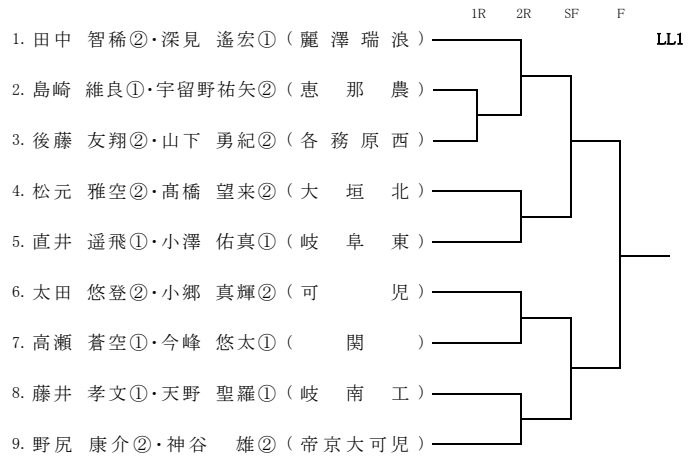 1R 2R SF F
LL1
1. 田中 智稀②・深見 遙宏① ( 麗澤瑞浪 )
2. 島崎 維良①・宇留野祐矢② ( 恵那農 )
3. 後藤 友翔②・山下 勇紀② ( 各務原西 )
4. 松元 雅空②・髙橋 望来② ( 大垣北 )
5. 直井 遥飛①・小澤 佑真① ( 岐阜東 )
6. 太田 悠登②・小郷 真輝② ( 可児 )
7. 高瀬 蒼空①・今峰 悠太① ( 関 )
8. 藤井 孝文①・天野 聖羅① ( 岐南工 )
9. 野尻 康介②・神谷 雄② ( 帝京大可児 )